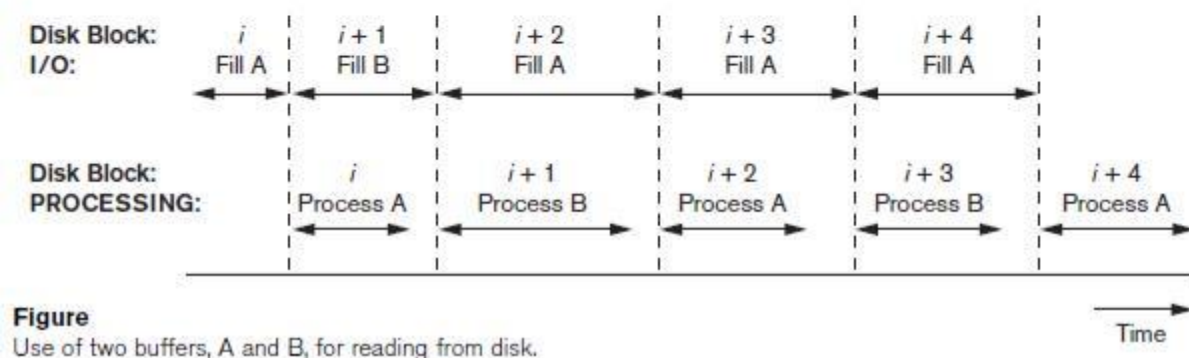 Disk Block: i i + 1 i + 2 i + 3 i + 4
I/O: Fill A Fill B Fill A Fill A Fill A
Disk Block: i i + 1 i + 2 i + 3 i + 4
PROCESSING: Process A Process B Process A Process B Process A
Figure
Use of two buffers, A and B, for reading from disk.
Time